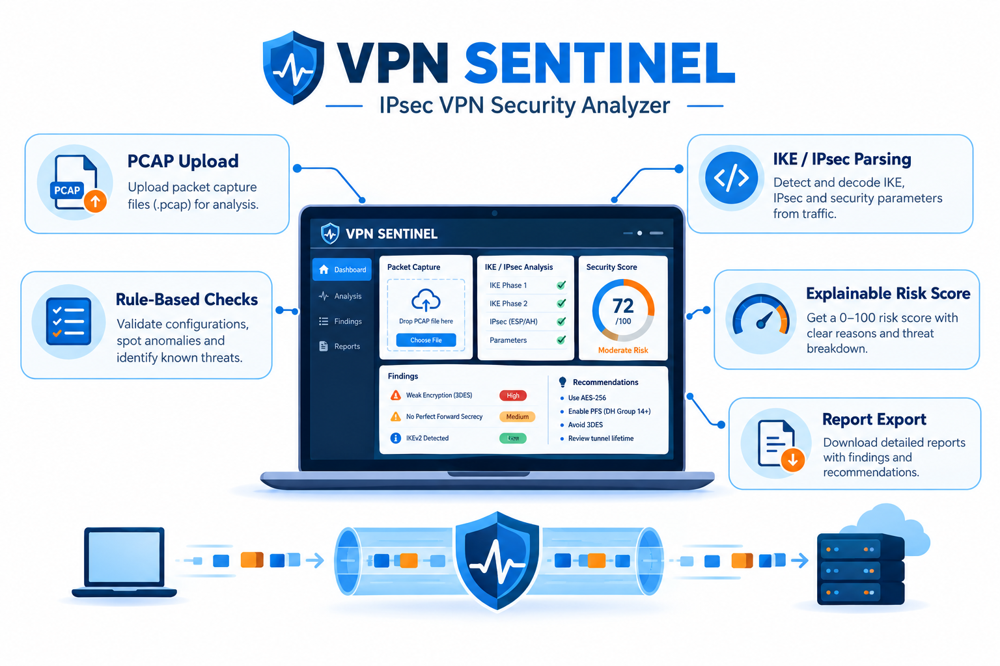 VPN SENTINEL
IPsec VPN Security Analyzer
PCAP Upload
PCAP
Upload packet capture
files (.pcap) for analysis.
IKE / IPsec Parsing
Detect and decode IKE,
IPsec and security parameters
from traffic.
Rule-Based Checks
Validate configurations,
spot anomalies and
identify known threats.
Explainable Risk Score
Get a 0–100 risk score with
clear reasons and threat
breakdown.
Report Export
Download detailed reports
with findings and
recommendations.
VPN SENTINEL
Dashboard
Analysis
Findings
Reports
Packet Capture
Drop PCAP file here
Choose File
IKE / IPsec Analysis
IKE Phase 1
IKE Phase 2
IPsec (ESP/AH)
Parameters
Security Score
72
/100
Moderate Risk
Findings
Weak Encryption (3DES) High
No Perfect Forward Secrecy Medium
IKEv2 Detected
Recommendations
Use AES-256
Enable PFS (DH Group 14+)
Avoid 3DES
Review tunnel lifetime